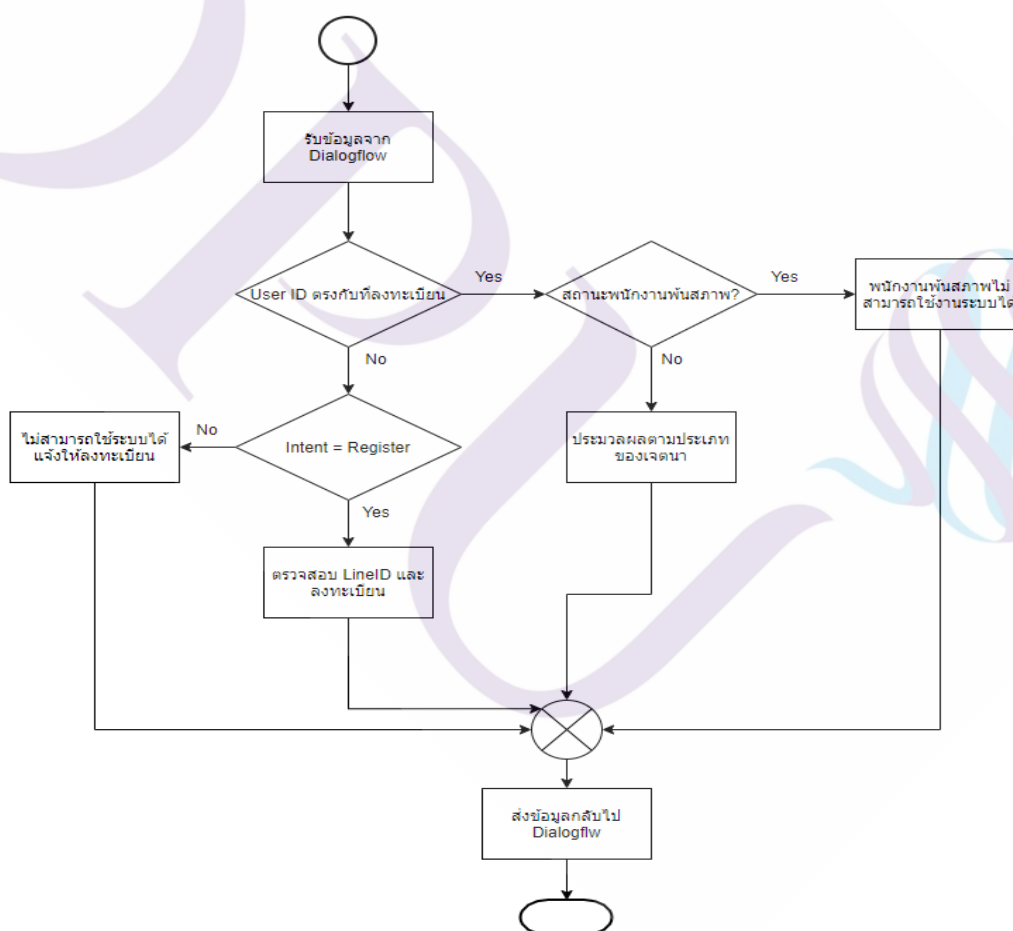 รับข้อมูลจาก
Dialogflow
User ID ตรงกับที่ลงทะเบียน
Yes
สถานะพนักงานพ้นสภาพ?
Yes
พนักงานพ้นสภาพไม่
สามารถใช้งานระบบได้
No
No
ไม่สามารถใช้ระบบได้
แจ้งให้ลงทะเบียน
No
Intent = Register
ประมวลผลตามประเภท
ของเจตนา
Yes
ตรวจสอบ LineID และ
ลงทะเบียน
ส่งข้อมูลกลับไป
Dialogflw